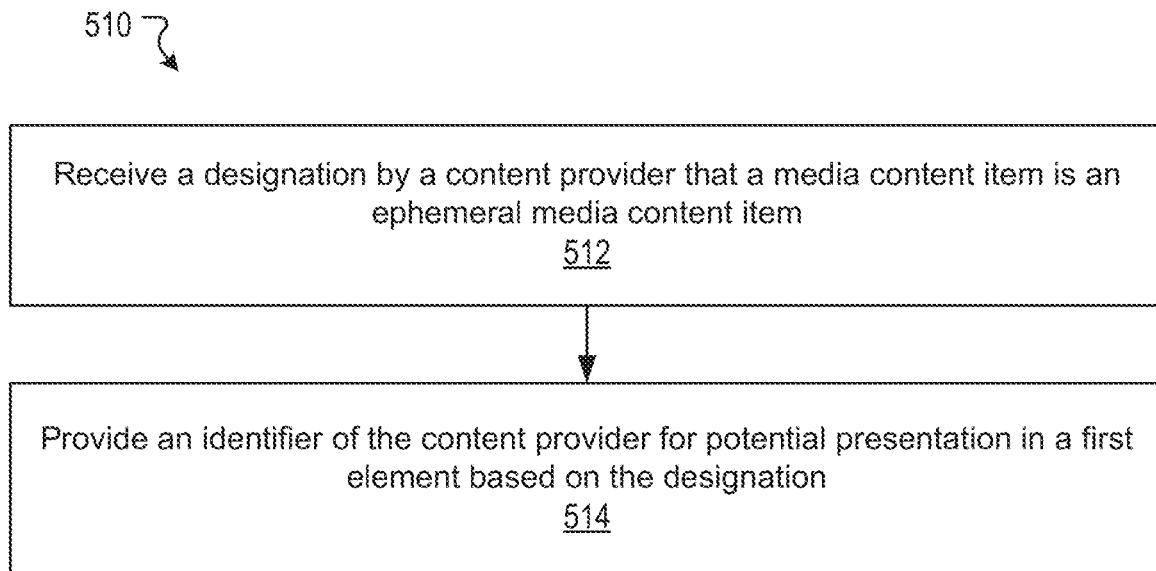 510
Receive a designation by a content provider that a media content item is an
ephemeral media content item
512
Provide an identifier of the content provider for potential presentation in a first
element based on the designation
514